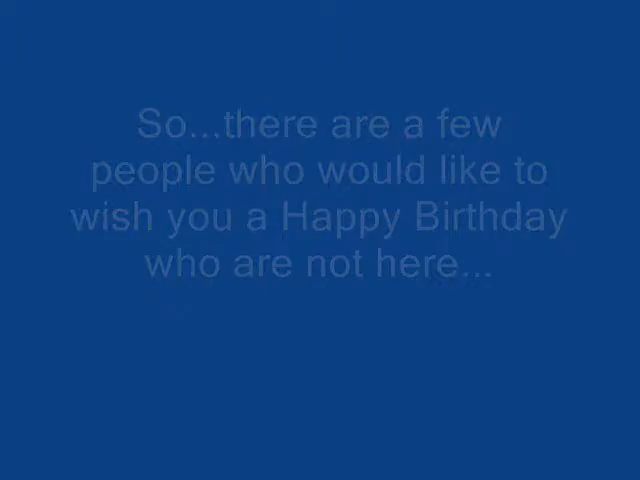 So...there are a few
people who would like to
wish you a Happy Birthday
who are not here...